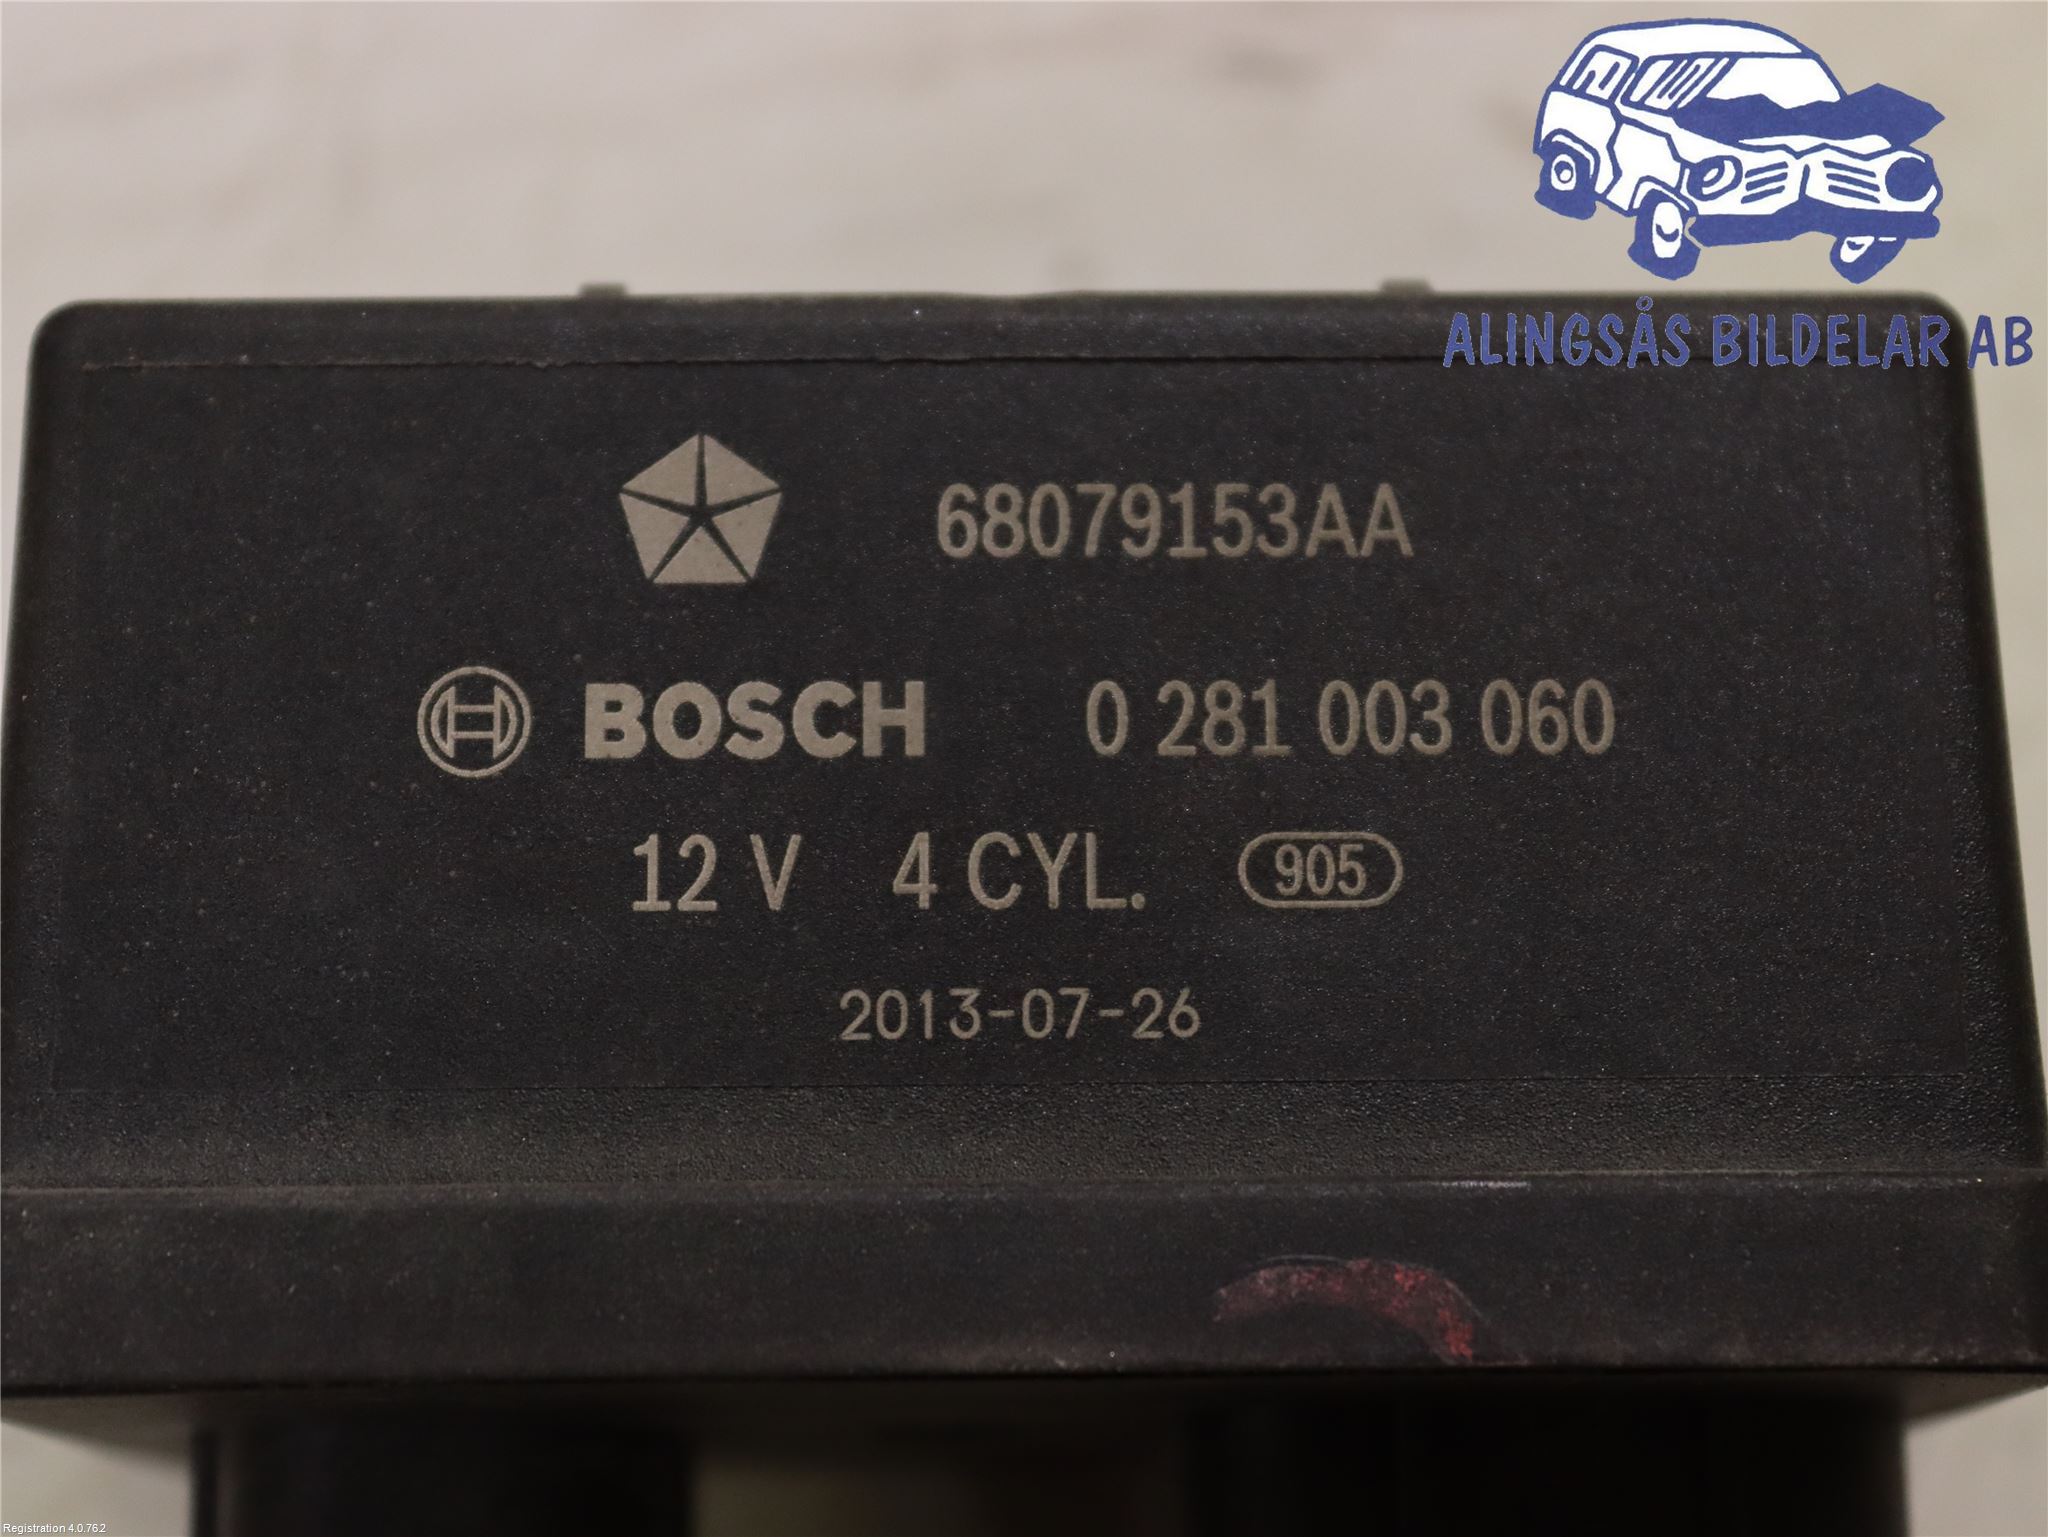 ALINGSÅS BILDELAR AB
68079153AA
BOSCH 0 281 003 060
12 V 4 CYL. 905
2013-07-26
Registration 4.0.762